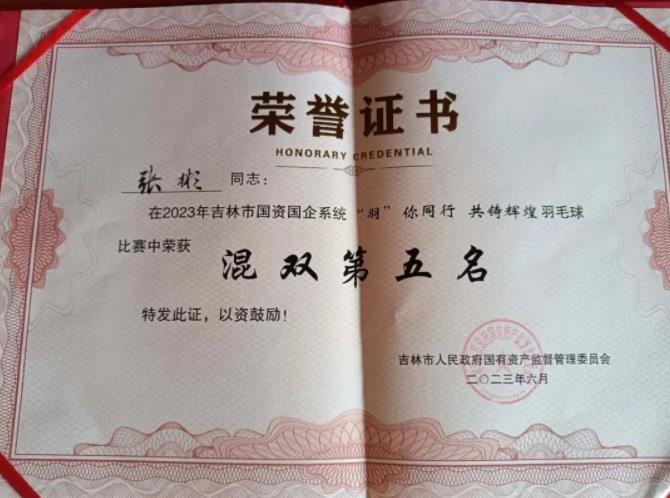 荣誉证书
HONORARY CREDENTIAL
张彬 同志：
在2023年吉林市国资国企系统“羽”你同行 共铸辉煌羽毛球
比赛中荣获
混双第五名
特发此证，以资鼓励！
吉林市人民政府国有资产监督管理委员会
二〇二三年六月